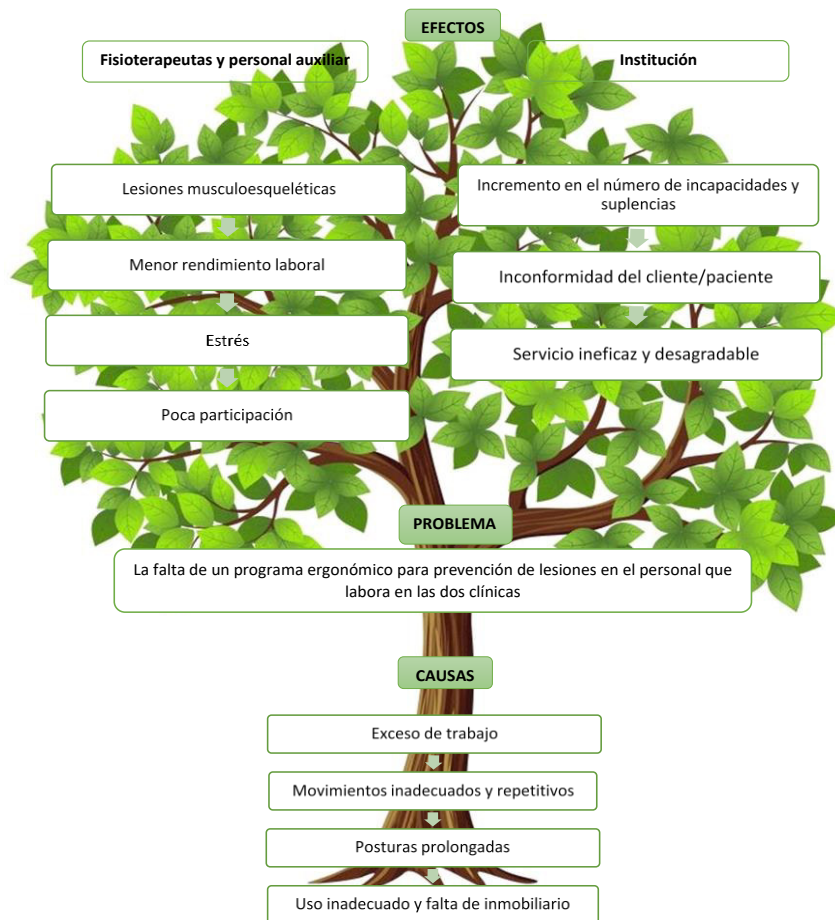 EFECTOS
Fisioterapeutas y personal auxiliar
Institución
Lesiones musculoesqueléticas
Menor rendimiento laboral
Estrés
Poca participación
Incremento en el número de incapacidades y
suplencias
Inconformidad del cliente/paciente
Servicio ineficaz y desagradable
PROBLEMA
La falta de un programa ergonómico para prevención de lesiones en el personal que
labora en las dos clínicas
CAUSAS
Exceso de trabajo
Movimientos inadecuados y repetitivos
Posturas prolongadas
Uso inadecuado y falta de inmobiliario